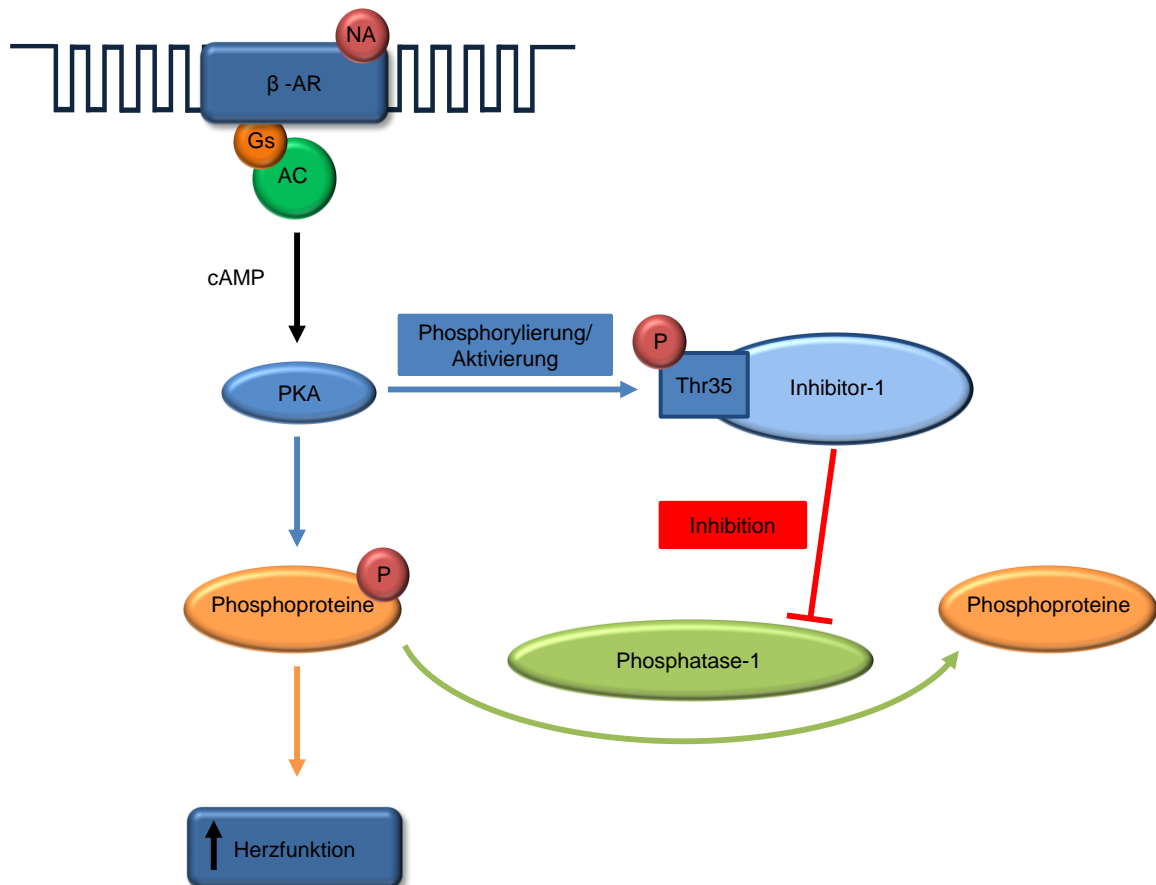 NA
β -AR
Gs
AC
cAMP
Phosphorylierung/
Aktivierung
P
Thr35
Inhibitor-1
PKA
Inhibition
P
Phosphoproteine
Phosphoproteine
Phosphatase-1
Herzfunktion